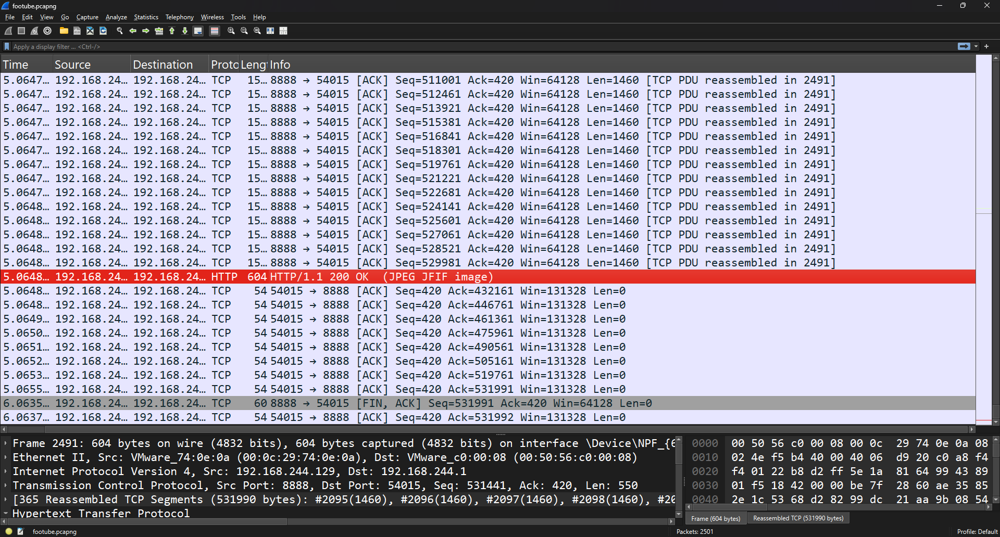 footube.pcapng
File Edit View Go Capture Analyze Statistics Telephony Wireless Tools Help
Apply a display filter ... <Ctrl-/>
Time Source Destination Proto Leng Info
5.0647… 192.168.24… 192.168.24… TCP 15… 8888 → 54015 [ACK] Seq=511001 Ack=420 Win=64128 Len=1460 [TCP PDU reassembled in 2491]
5.0647… 192.168.24… 192.168.24… TCP 15… 8888 → 54015 [ACK] Seq=512461 Ack=420 Win=64128 Len=1460 [TCP PDU reassembled in 2491]
5.0647… 192.168.24… 192.168.24… TCP 15… 8888 → 54015 [ACK] Seq=513921 Ack=420 Win=64128 Len=1460 [TCP PDU reassembled in 2491]
5.0647… 192.168.24… 192.168.24… TCP 15… 8888 → 54015 [ACK] Seq=515381 Ack=420 Win=64128 Len=1460 [TCP PDU reassembled in 2491]
5.0647… 192.168.24… 192.168.24… TCP 15… 8888 → 54015 [ACK] Seq=516841 Ack=420 Win=64128 Len=1460 [TCP PDU reassembled in 2491]
5.0647… 192.168.24… 192.168.24… TCP 15… 8888 → 54015 [ACK] Seq=518301 Ack=420 Win=64128 Len=1460 [TCP PDU reassembled in 2491]
5.0647… 192.168.24… 192.168.24… TCP 15… 8888 → 54015 [ACK] Seq=519761 Ack=420 Win=64128 Len=1460 [TCP PDU reassembled in 2491]
5.0647… 192.168.24… 192.168.24… TCP 15… 8888 → 54015 [ACK] Seq=521221 Ack=420 Win=64128 Len=1460 [TCP PDU reassembled in 2491]
5.0647… 192.168.24… 192.168.24… TCP 15… 8888 → 54015 [ACK] Seq=522681 Ack=420 Win=64128 Len=1460 [TCP PDU reassembled in 2491]
5.0648… 192.168.24… 192.168.24… TCP 15… 8888 → 54015 [ACK] Seq=524141 Ack=420 Win=64128 Len=1460 [TCP PDU reassembled in 2491]
5.0648… 192.168.24… 192.168.24… TCP 15… 8888 → 54015 [ACK] Seq=525601 Ack=420 Win=64128 Len=1460 [TCP PDU reassembled in 2491]
5.0648… 192.168.24… 192.168.24… TCP 15… 8888 → 54015 [ACK] Seq=527061 Ack=420 Win=64128 Len=1460 [TCP PDU reassembled in 2491]
5.0648… 192.168.24… 192.168.24… TCP 15… 8888 → 54015 [ACK] Seq=528521 Ack=420 Win=64128 Len=1460 [TCP PDU reassembled in 2491]
5.0648… 192.168.24… 192.168.24… TCP 15… 8888 → 54015 [ACK] Seq=529981 Ack=420 Win=64128 Len=1460 [TCP PDU reassembled in 2491]
5.0648… 192.168.24… 192.168.24… HTTP 604 HTTP/1.1 200 OK (JPEG JFIF image)
5.0648… 192.168.24… 192.168.24… TCP 54 54015 → 8888 [ACK] Seq=420 Ack=432161 Win=131328 Len=0
5.0648… 192.168.24… 192.168.24… TCP 54 54015 → 8888 [ACK] Seq=420 Ack=446761 Win=131328 Len=0
5.0649… 192.168.24… 192.168.24… TCP 54 54015 → 8888 [ACK] Seq=420 Ack=461361 Win=131328 Len=0
5.0650… 192.168.24… 192.168.24… TCP 54 54015 → 8888 [ACK] Seq=420 Ack=475961 Win=131328 Len=0
5.0651… 192.168.24… 192.168.24… TCP 54 54015 → 8888 [ACK] Seq=420 Ack=490561 Win=131328 Len=0
5.0652… 192.168.24… 192.168.24… TCP 54 54015 → 8888 [ACK] Seq=420 Ack=505161 Win=131328 Len=0
5.0653… 192.168.24… 192.168.24… TCP 54 54015 → 8888 [ACK] Seq=420 Ack=519761 Win=131328 Len=0
5.0655… 192.168.24… 192.168.24… TCP 54 54015 → 8888 [ACK] Seq=420 Ack=531991 Win=131328 Len=0
6.0635… 192.168.24… 192.168.24… TCP 60 8888 → 54015 [FIN, ACK] Seq=531991 Ack=420 Win=64128 Len=0
6.0637… 192.168.24… 192.168.24… TCP 54 54015 → 8888 [ACK] Seq=420 Ack=531992 Win=131328 Len=0
Frame 2491: 604 bytes on wire (4832 bits), 604 bytes captured (4832 bits) on interface \Device\NPF_{6
Ethernet II, Src: VMware_74:0e:0a (00:0c:29:74:0e:0a), Dst: VMware_c0:00:08 (00:50:56:c0:00:08)
Internet Protocol Version 4, Src: 192.168.244.129, Dst: 192.168.244.1
Transmission Control Protocol, Src Port: 8888, Dst Port: 54015, Seq: 531441, Ack: 420, Len: 550
[365 Reassembled TCP Segments (531990 bytes): #2095(1460), #2096(1460), #2097(1460), #2098(1460), #20
Hypertext Transfer Protocol
0000 00 50 56 c0 00 08 00 0c 29 74 0e 0a 08
0010 02 4e f5 b4 40 00 40 06 d9 20 c0 a8 f4
0020 f4 01 22 b8 d2 ff 5e 1a 81 64 99 43 89
0030 01 f5 18 42 00 00 be 7f 28 60 ae 35 85
0040 2e 1c 53 68 d2 82 99 dc 21 aa 9b 08 54
Frame (604 bytes) Reassembled TCP (531990 bytes)
footube.pcapng Packets: 2501 Profile: Default